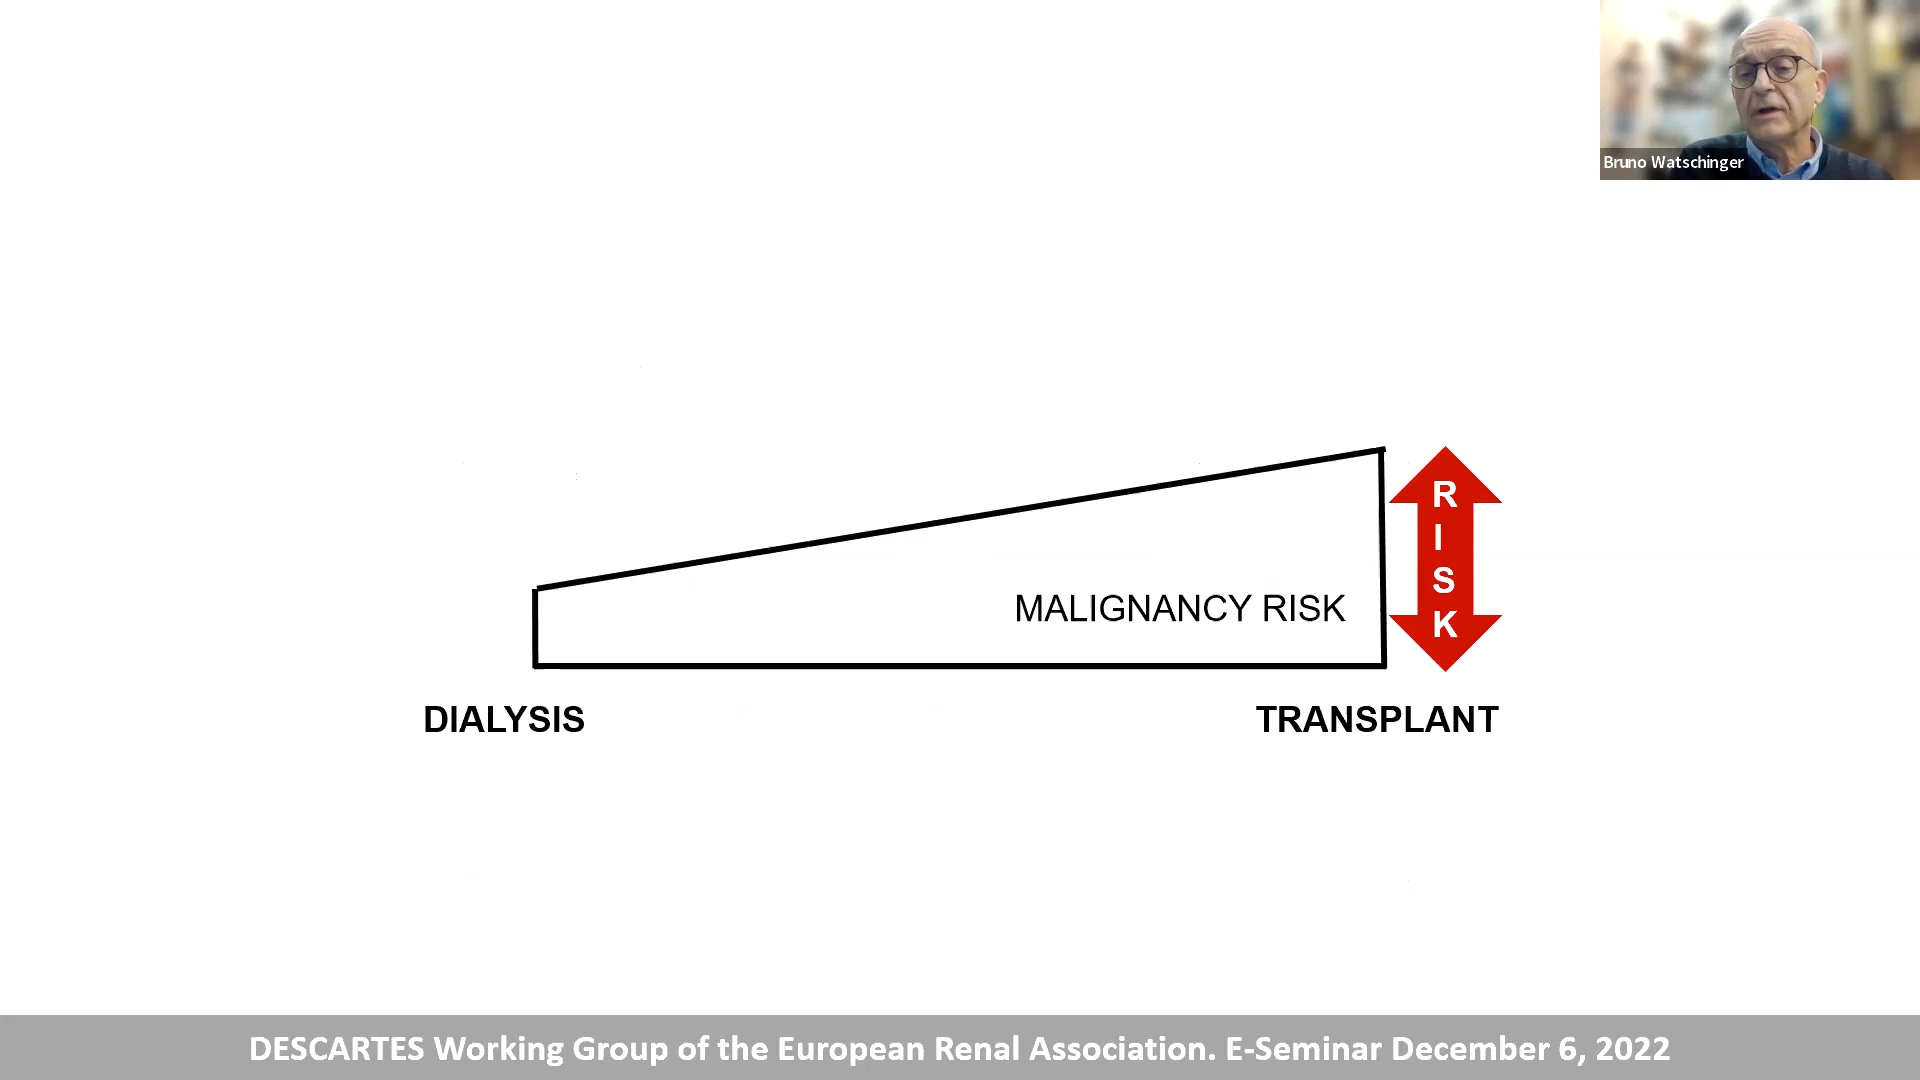 Bruno Watschinger
R
I
S
K
MALIGNANCY RISK
DIALYSIS
TRANSPLANT
DESCARTES Working Group of the European Renal Association. E-Seminar December 6, 2022